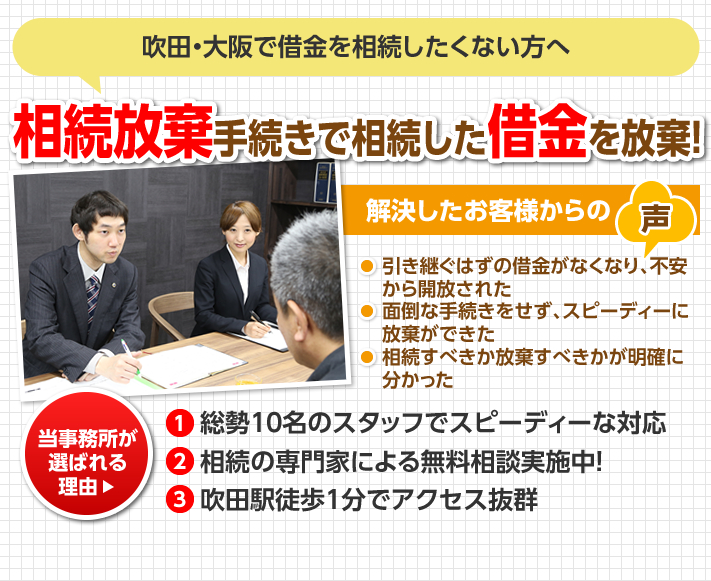 吹田・大阪で借金を相続したくない方へ
相続放棄手続きで相続した借金を放棄!
解決したお客様からの声
引き継ぐはずの借金がなくなり、不安
から開放された
面倒な手続きをせず、スピーディーに
放棄ができた
相続すべきか放棄すべきかが明確に
分かった
当事務所が
選ばれる
理由▶
1 総勢10名のスタッフでスピーディーな対応
2 相続の専門家による無料相談実施中!
3 吹田駅徒歩1分でアクセス抜群